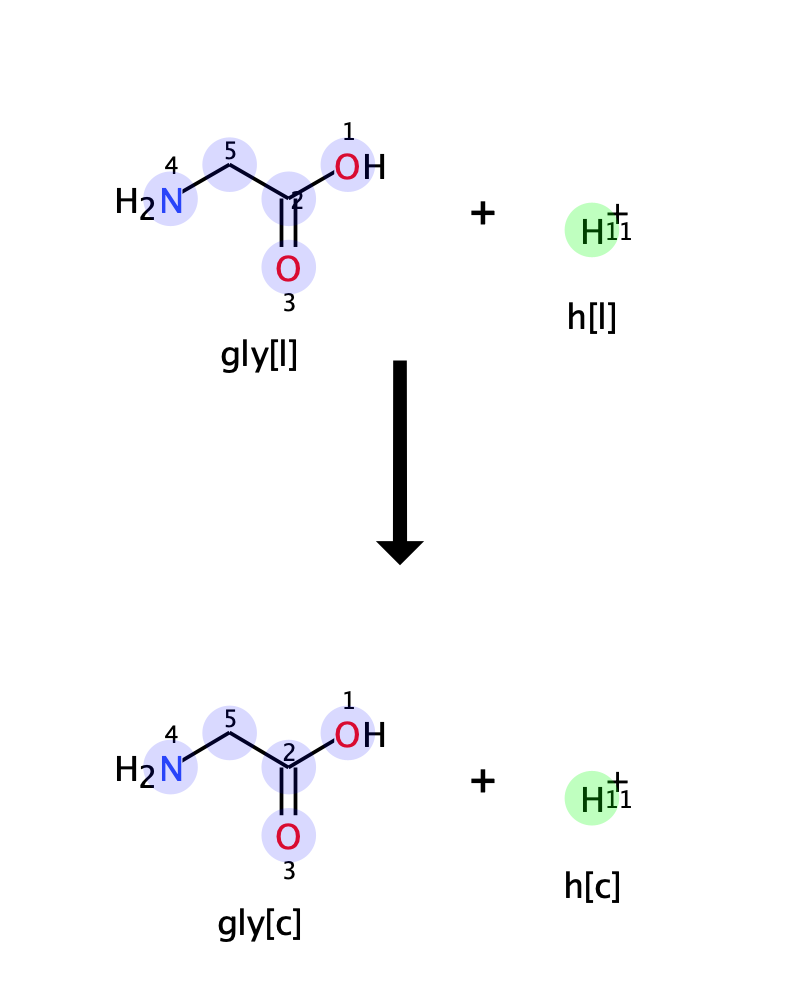 1
4 5
H2N 2 OH + H+ 11
O
3
h[l]
gly[l]
1
4 5
H2N 2 OH + H+ 11
O
3
h[c]
gly[c]